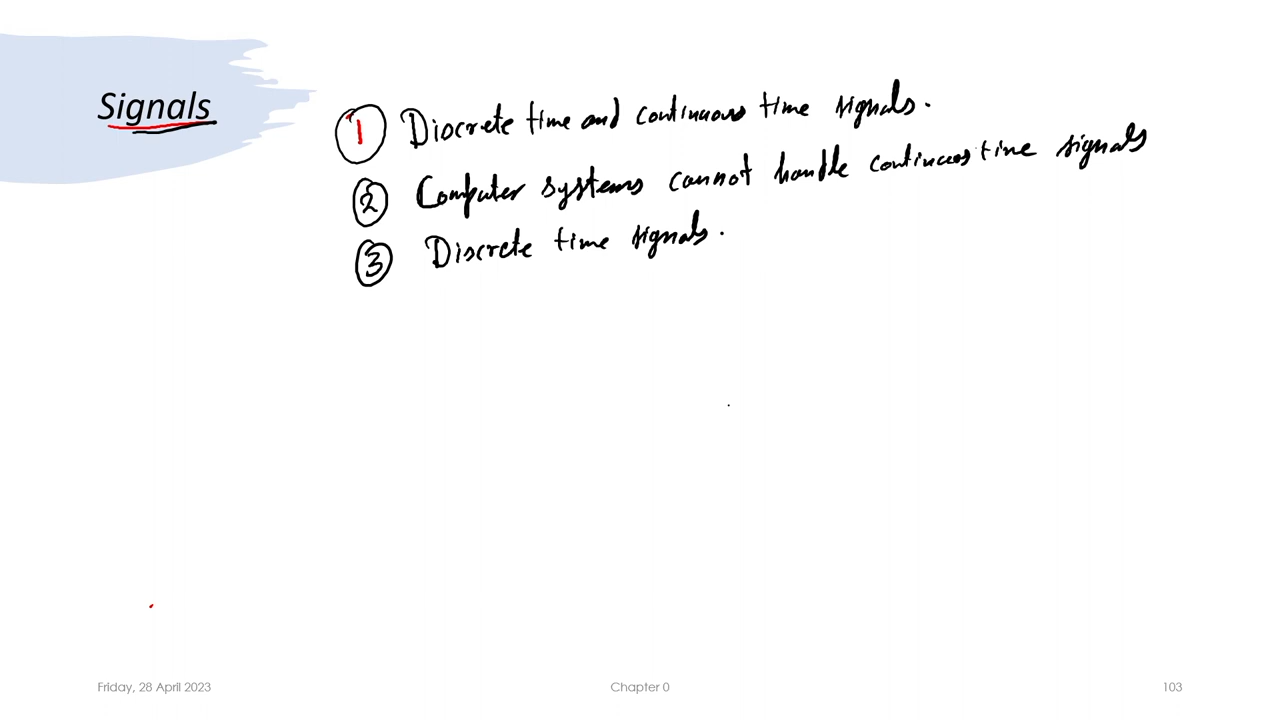 Signals
1 Discrete time and continuous time signals.
2 Computer systems cannot handle continuous time signals
3 Discrete time signals.
Friday, 28 April 2023 Chapter 0 103